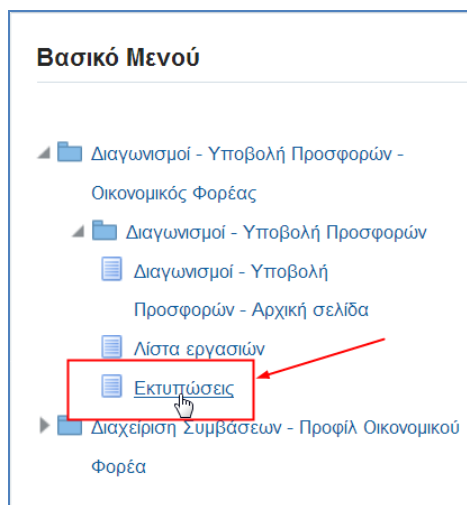 Βασικό Μενού
Διαγωνισμοί - Υποβολή Προσφορών -
Οικονομικός Φορέας
Διαγωνισμοί - Υποβολή Προσφορών
Διαγωνισμοί - Υποβολή
Προσφορών - Αρχική σελίδα
Λίστα εργασιών
Εκτυπώσεις
Διαχείριση Συμβάσεων - Προφίλ Οικονομικού
Φορέα